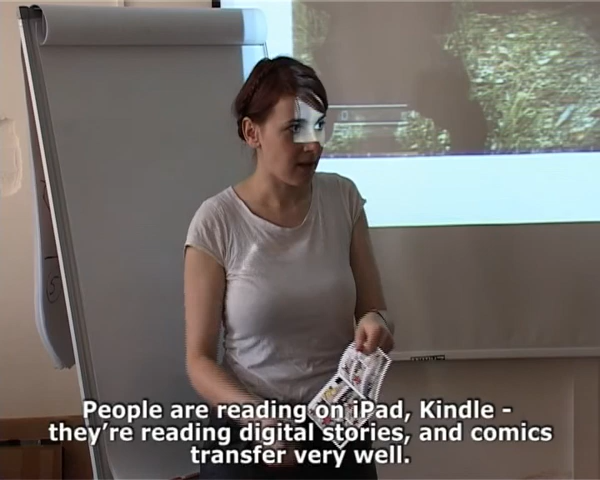 People are reading on iPad, Kindle -
they're reading digital stories, and comics
transfer very well.